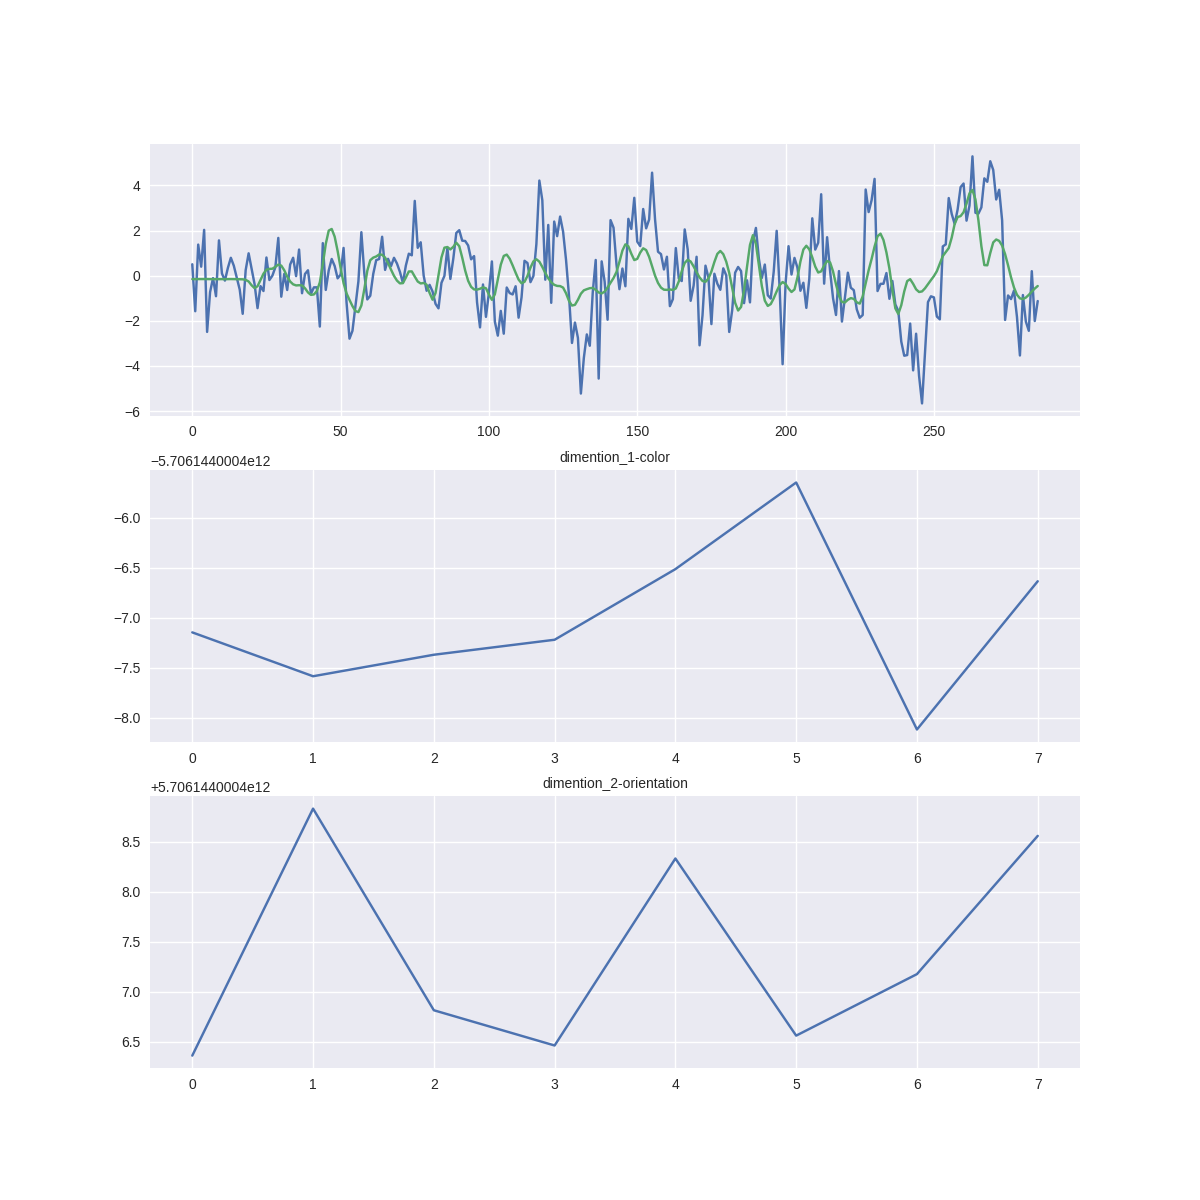 4
2
0
−2
−4
−6
0 50 100 150 200 250
dimention_1-color
−5.7061440004e12
−6.0
−6.5
−7.0
−7.5
−8.0
0 1 2 3 4 5 6 7
dimention_2-orientation
+5.7061440004e12
8.5
8.0
7.5
7.0
6.5
0 1 2 3 4 5 6 7